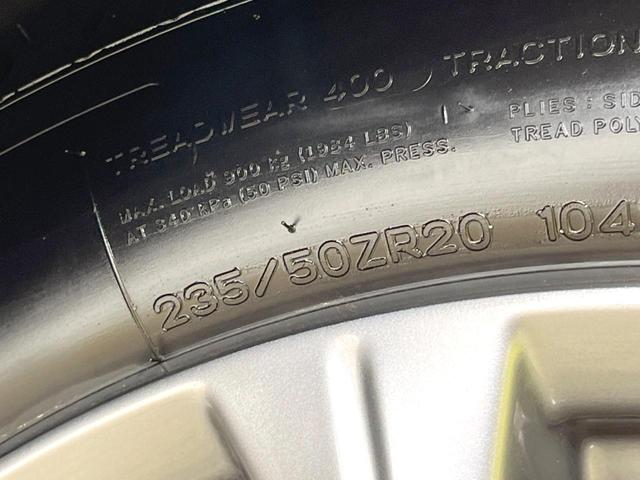 TREADWEAR 400 TRACTION
MAX. LOAD 900 kg (1984 LBS)
AT 340 kPa (50 PSI) MAX. PRESS.
PLIES : SID
TREAD POLY
235/50ZR20 104